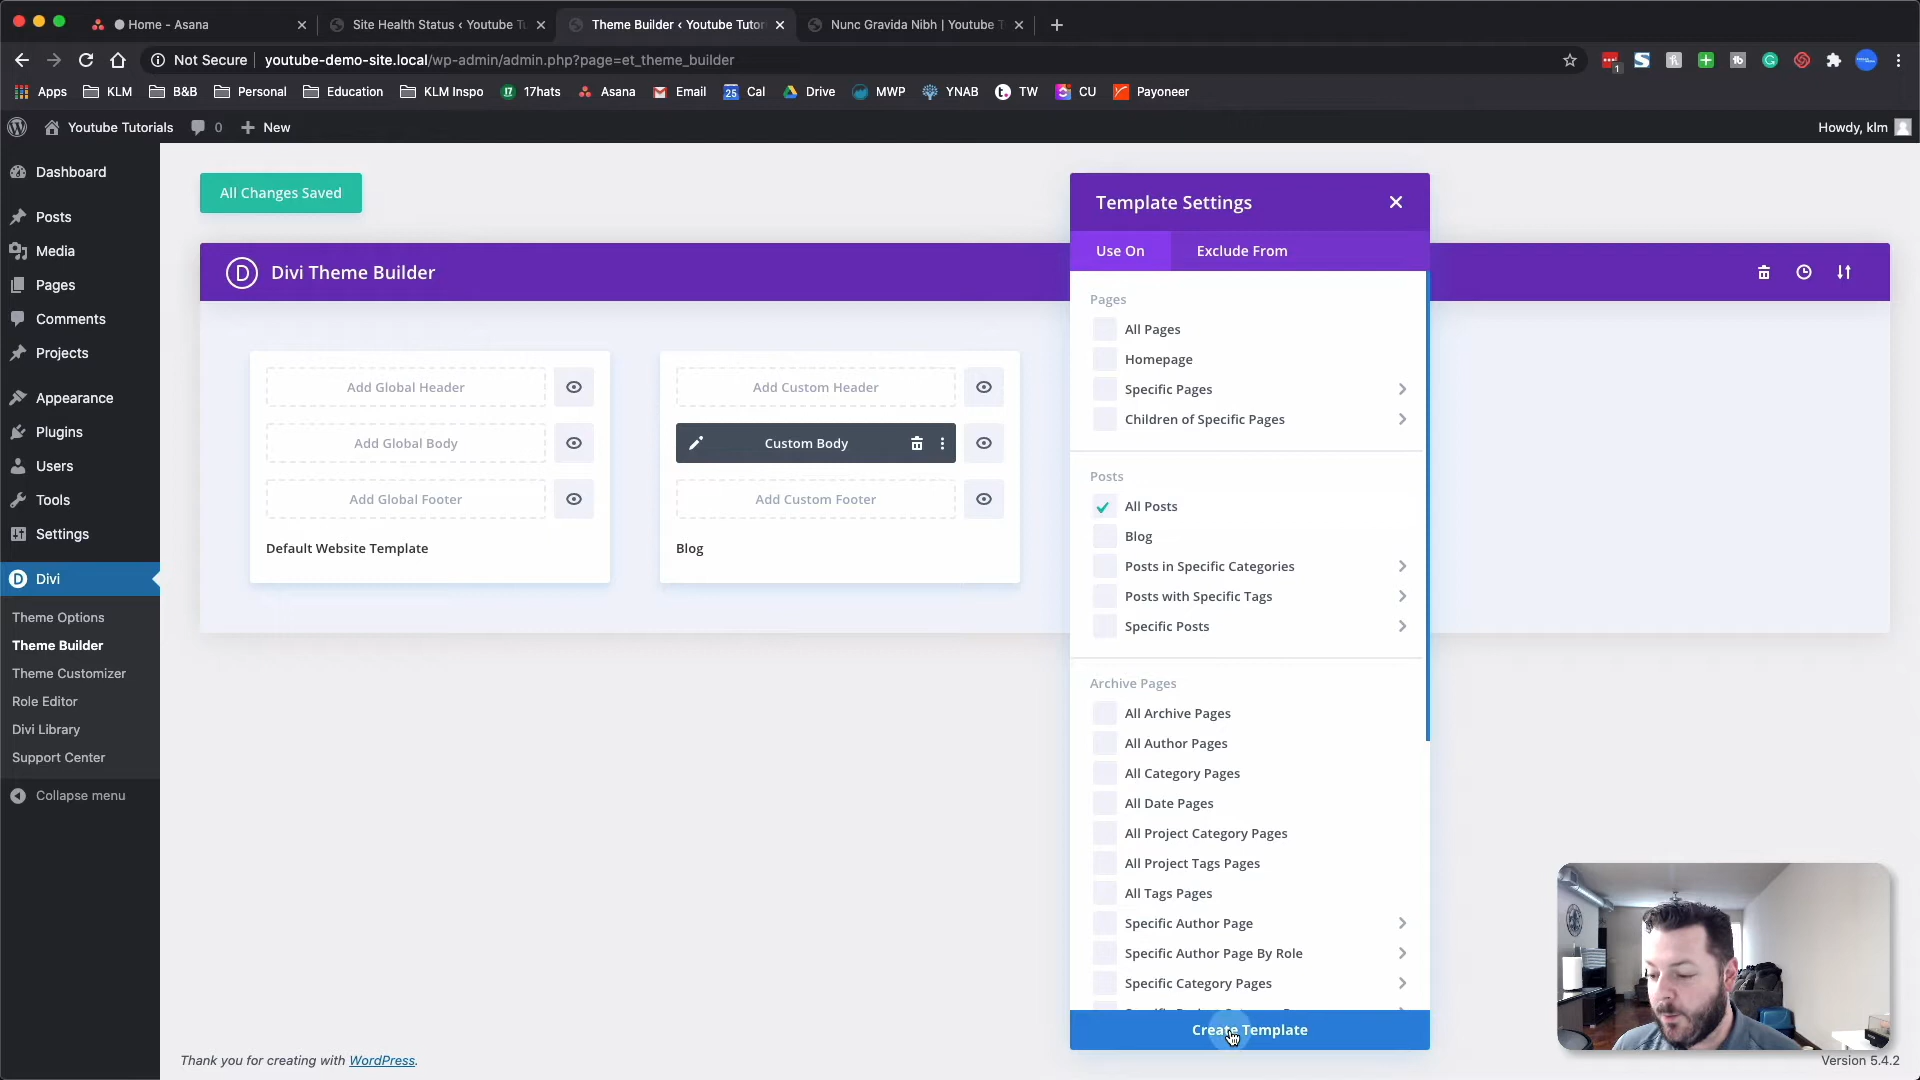 Home - Asana
Site Health Status ‹ Youtube Tu
Theme Builder ‹ Youtube Tutor
Nunc Gravida Nibh | Youtube T
Not Secure youtube-demo-site.local/wp-admin/admin.php?page=et_theme_builder
1
Apps KLM B&B Personal Education KLM Inspo 17hats Asana Email 25 Cal Drive MWP YNAB TW CU Payoneer
Youtube Tutorials 0 New Howdy, klm
Dashboard
Posts
Media
Pages
Comments
Projects
Appearance
Plugins
Users
Tools
Settings
Divi
Theme Options
Theme Builder
Theme Customizer
Role Editor
Divi Library
Support Center
Collapse menu
All Changes Saved
D Divi Theme Builder
Add Global Header
Add Global Body
Add Global Footer
Default Website Template
Add Custom Header
Custom Body
Add Custom Footer
Blog
Template Settings
Use On Exclude From
Pages
All Pages
Homepage
Specific Pages
Children of Specific Pages
Posts
All Posts
Blog
Posts in Specific Categories
Posts with Specific Tags
Specific Posts
Archive Pages
All Archive Pages
All Author Pages
All Category Pages
All Date Pages
All Project Category Pages
All Project Tags Pages
All Tags Pages
Specific Author Page
Specific Author Page By Role
Specific Category Pages
Create Template
Thank you for creating with WordPress.
Version 5.4.2